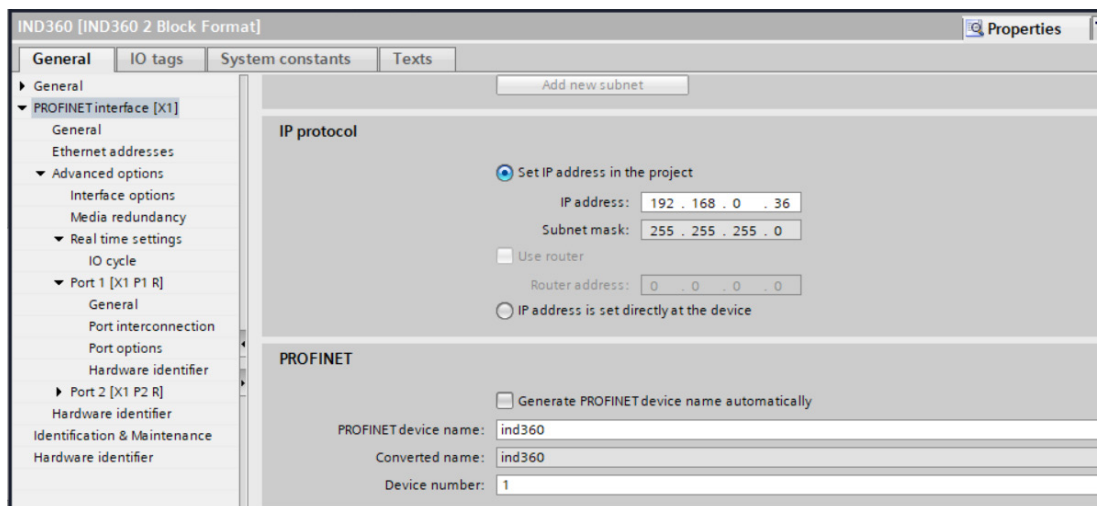 IND360 [IND360 2 Block Format]
Properties
General
IO tags
System constants
Texts
General
PROFINET interface [X1]
General
Ethernet addresses
Advanced options
Interface options
Media redundancy
Real time settings
IO cycle
Port 1 [X1 P1 R]
General
Port interconnection
Port options
Hardware identifier
Port 2 [X1 P2 R]
Hardware identifier
Identification & Maintenance
Hardware identifier
Add new subnet
IP protocol
Set IP address in the project
IP address: 192 . 168 . 0 . 36
Subnet mask: 255 . 255 . 255 . 0
Use router
Router address: 0 . 0 . 0 . 0
IP address is set directly at the device
PROFINET
Generate PROFINET device name automatically
PROFINET device name: ind360
Converted name: ind360
Device number: 1